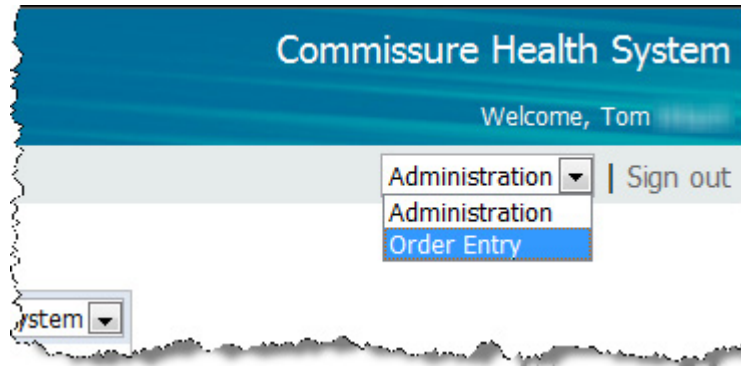 Commissure Health System
Welcome, Tom
Administration | Sign out
Administration
Order Entry
ystem